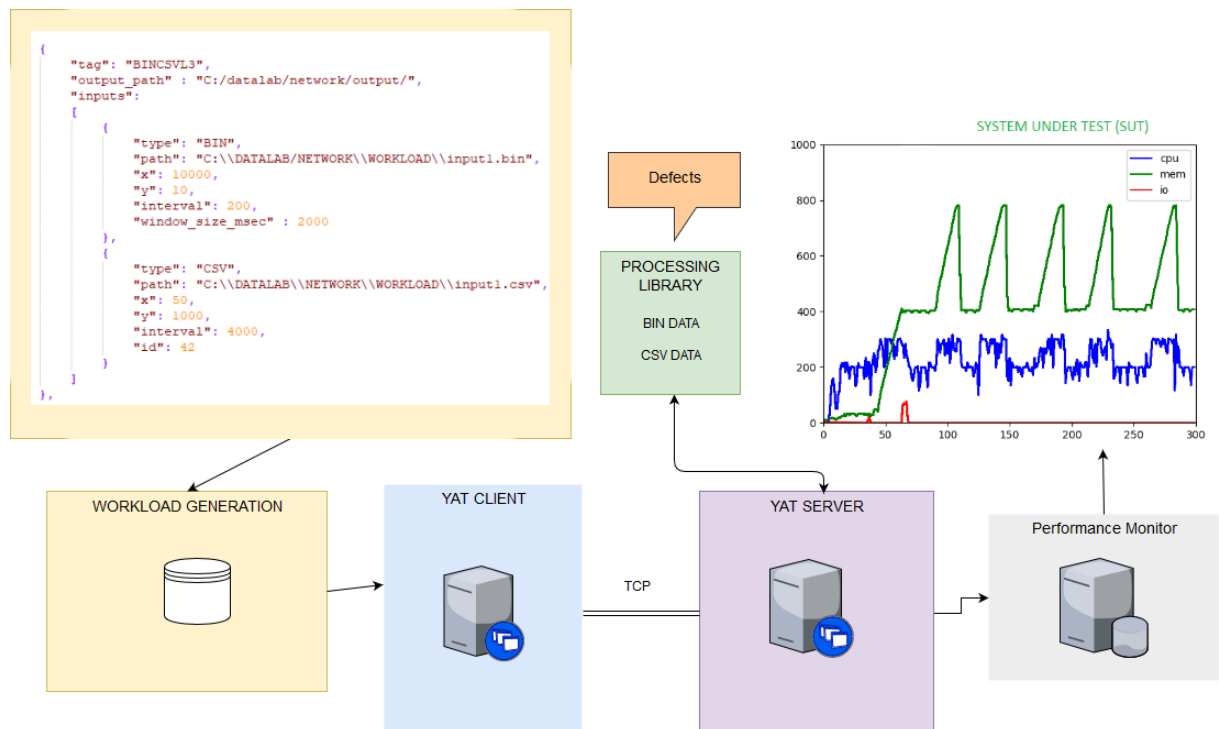 {
"tag": "BINCSVL3",
"output_path" : "C:/datalab/network/output/",
"inputs":
[
{
"type": "BIN",
"path": "C:\\DATALAB/NETWORK\\WORKLOAD\\input1.bin",
"x": 10000,
"y": 10,
"interval": 200,
"window_size_msec" : 2000
},
{
"type": "CSV",
"path": "C:\\DATALAB\\NETWORK\\WORKLOAD\\input1.csv",
"x": 50,
"y": 1000,
"interval": 4000,
"id": 42
}
]
},
Defects
PROCESSING
LIBRARY
BIN DATA
CSV DATA
SYSTEM UNDER TEST (SUT)
1000
800
600
400
200
0
0 50 100 150 200 250 300
cpu
mem
io
WORKLOAD GENERATION
YAT CLIENT
TCP
YAT SERVER
Performance Monitor